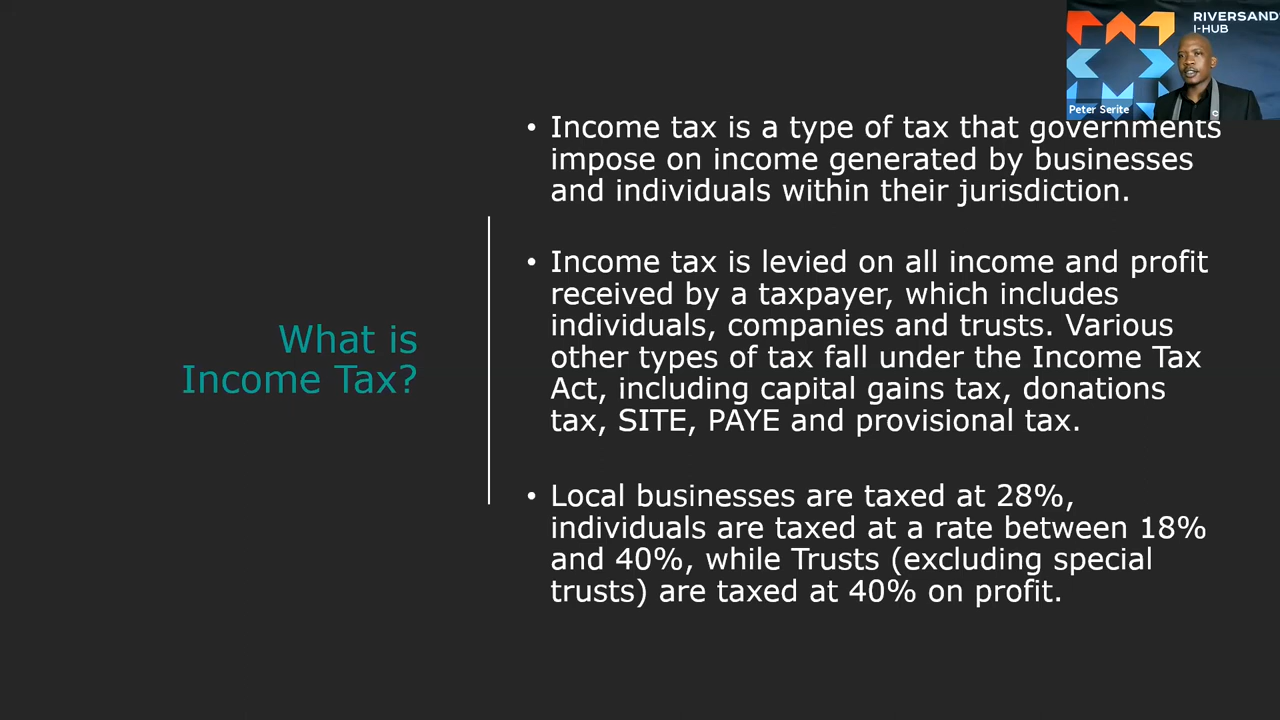 RIVERSAND
I-HUB
Peter Serite
What is
Income Tax?
• Income tax is a type of tax that governments
impose on income generated by businesses
and individuals within their jurisdiction.
• Income tax is levied on all income and profit
received by a taxpayer, which includes
individuals, companies and trusts. Various
other types of tax fall under the Income Tax
Act, including capital gains tax, donations
tax, SITE, PAYE and provisional tax.
• Local businesses are taxed at 28%,
individuals are taxed at a rate between 18%
and 40%, while Trusts (excluding special
trusts) are taxed at 40% on profit.